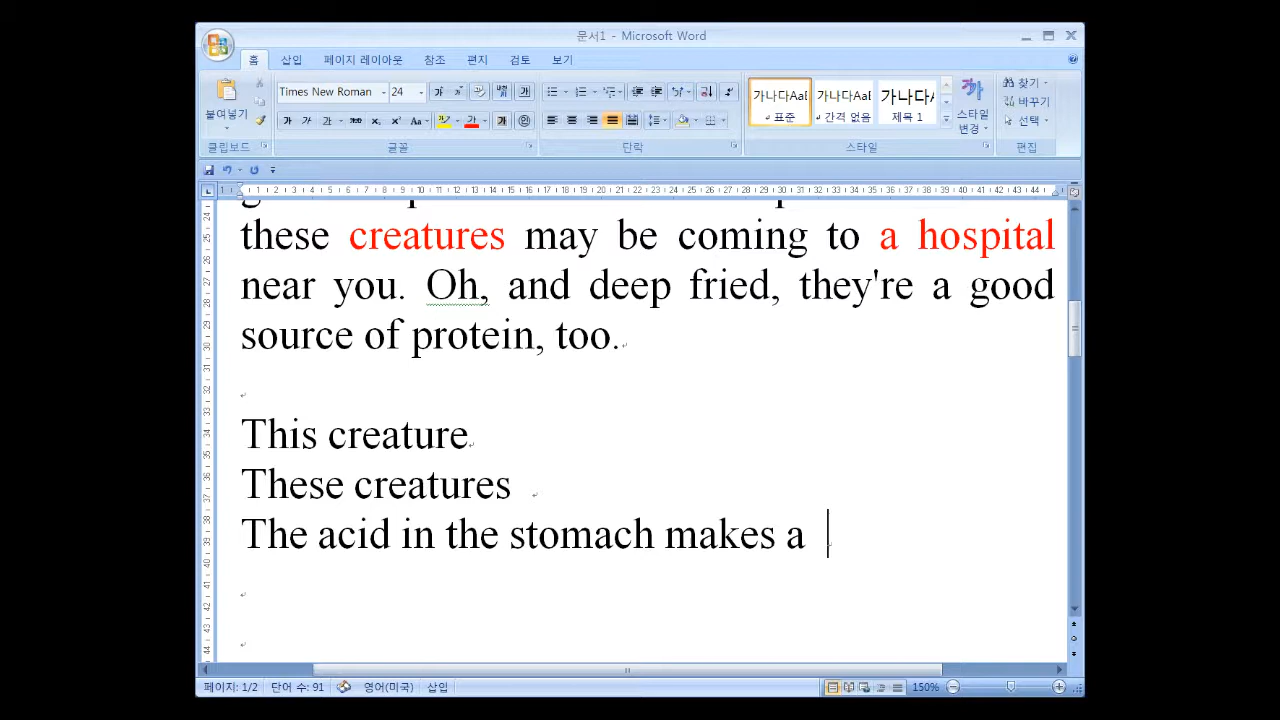 문서1 - Microsoft Word
홈 삽입 페이지 레이아웃 참조 편지 검토 보기
붙여넣기
클립보드
Times New Roman 24
글꼴
단락
가나다AaB 가나다AaB 가나다A
표준 간격 없음 제목 1
스타일 변경
스타일
찾기
바꾸기
선택
편집
these creatures may be coming to a hospital
near you. Oh, and deep fried, they're a good
source of protein, too.
This creature
These creatures
The acid in the stomach makes a
페이지: 1/2 단어 수: 91 영어(미국) 삽입 150%